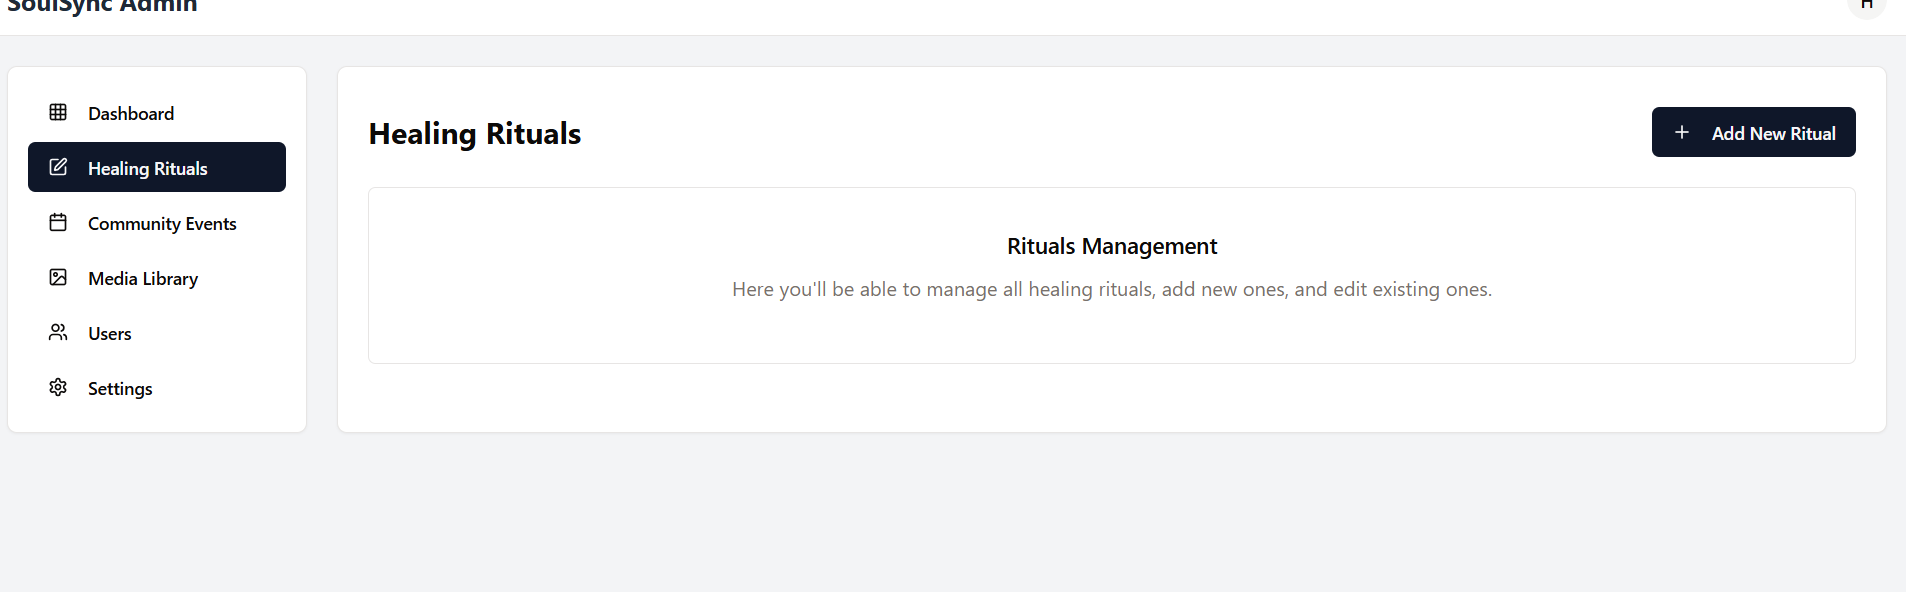 SoulSync Admin
H
Dashboard
Healing Rituals
Community Events
Media Library
Users
Settings
Healing Rituals
Add New Ritual
Rituals Management
Here you'll be able to manage all healing rituals, add new ones, and edit existing ones.